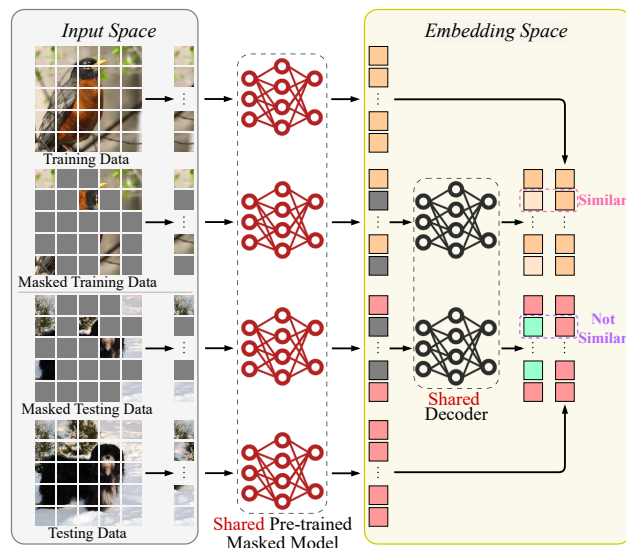 Input Space
Embedding Space
Training Data
Similar
Masked Training Data
Not
Similar
Masked Testing Data
Shared
Decoder
Testing Data
Shared Pre-trained
Masked Model